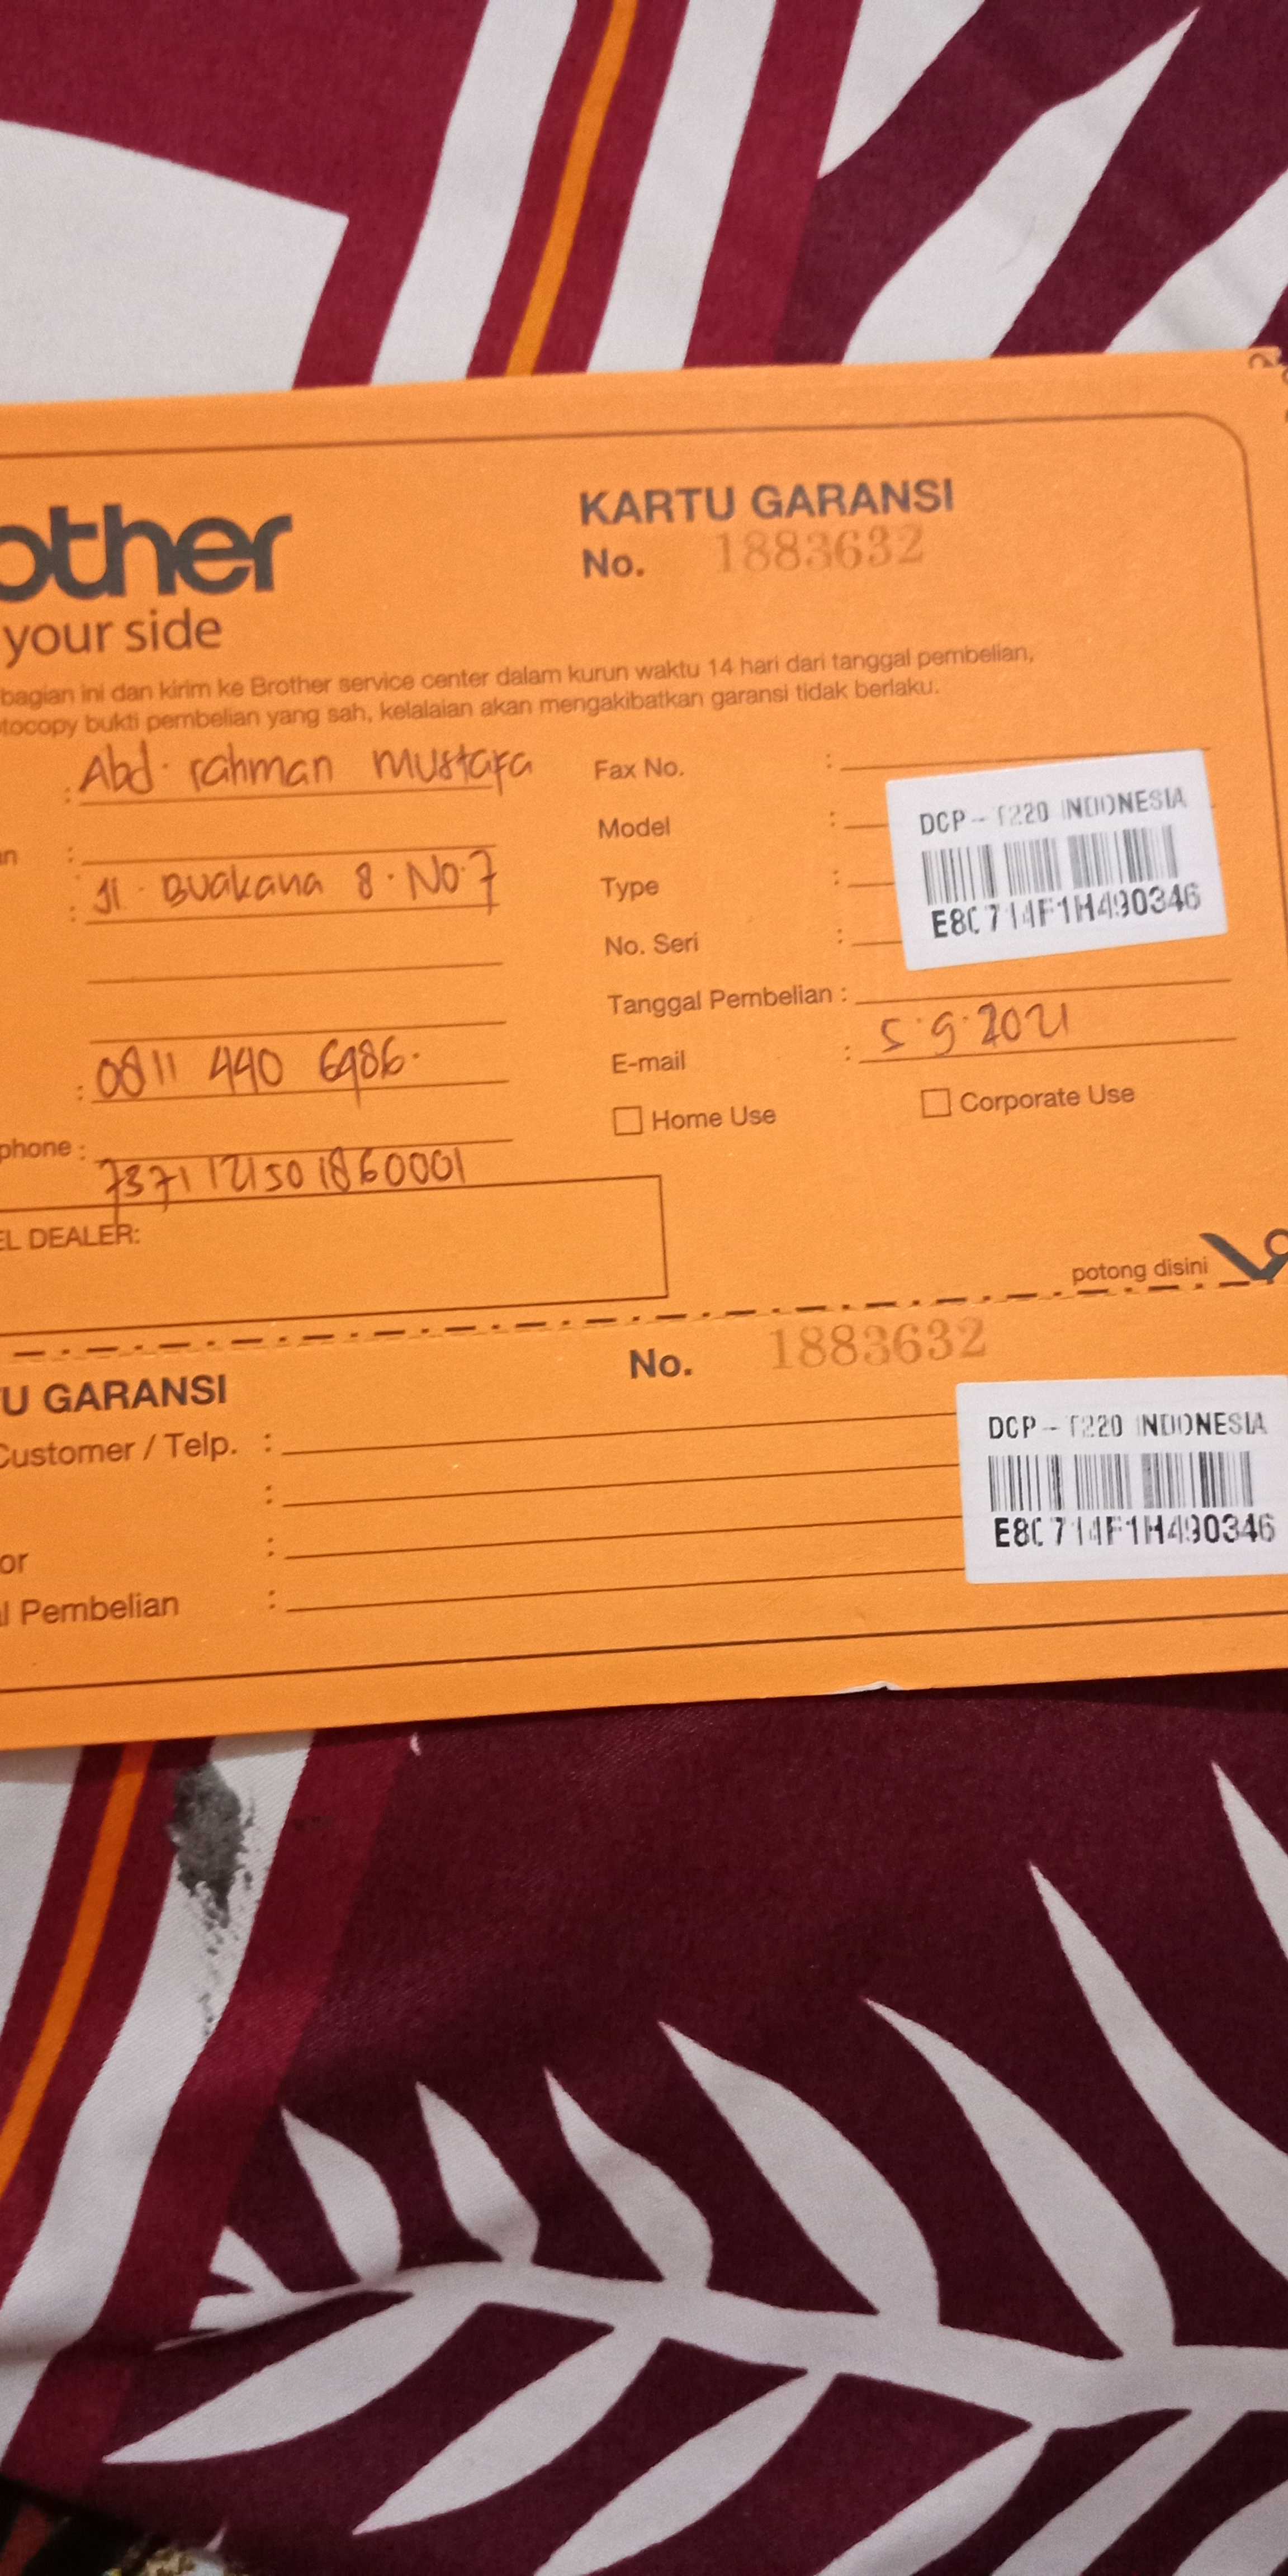 other
KARTU GARANSI
No. 1883632
your side
bagian ini dan kirim ke Brother service center dalam kurun waktu 14 hari dari tanggal pembelian,
tocopy bukti pembelian yang sah, kelalaian akan mengakibatkan garansi tidak berlaku.
: Abd. rahman mustafa
Fax No. :
n :
Model :
DCP-T220 INDONESIA
: Jl. Buakana 8. No. 7
Type :
E8C714F1H490346
No. Seri :
Tanggal Pembelian :
5.9.2021
: 0811 440 6986.
E-mail :
Home Use
Corporate Use
phone :
7371121501860001
EL DEALER:
potong disini
U GARANSI
No. 1883632
Customer / Telp. :
DCP-T220 INDONESIA
:
E8C714F1H490346
or :
l Pembelian :